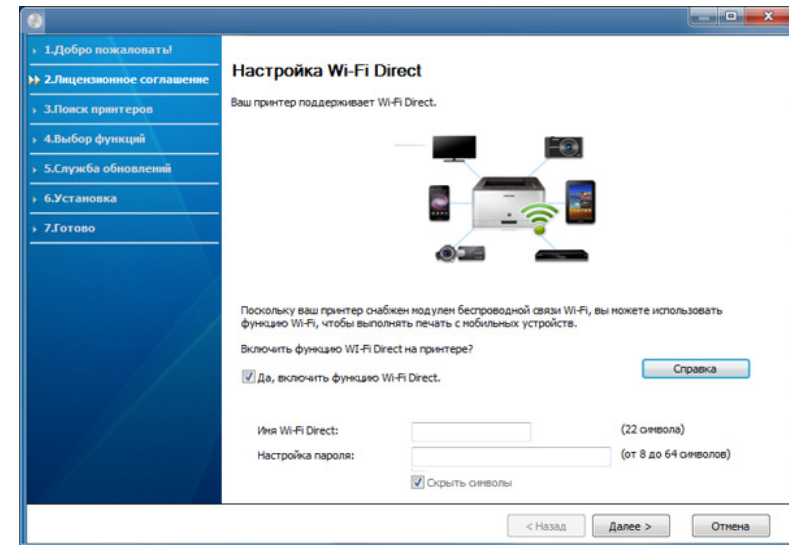 1.Добро пожаловать!
2.Лицензионное соглашение
3.Поиск принтеров
4.Выбор функций
5.Служба обновлений
6.Установка
7.Готово
Настройка Wi-Fi Direct
Ваш принтер поддерживает Wi-Fi Direct.
Поскольку ваш принтер снабжен модулем беспроводной связи Wi-Fi, вы можете использовать
функцию Wi-Fi, чтобы выполнять печать с мобильных устройств.
Включить функцию WI-Fi Direct на принтере?
Да, включить функцию Wi-Fi Direct.
Справка
Имя Wi-Fi Direct:
(22 символа)
Настройка пароля:
(от 8 до 64 символов)
Скрыть символы
< Назад
Далее >
Отмена